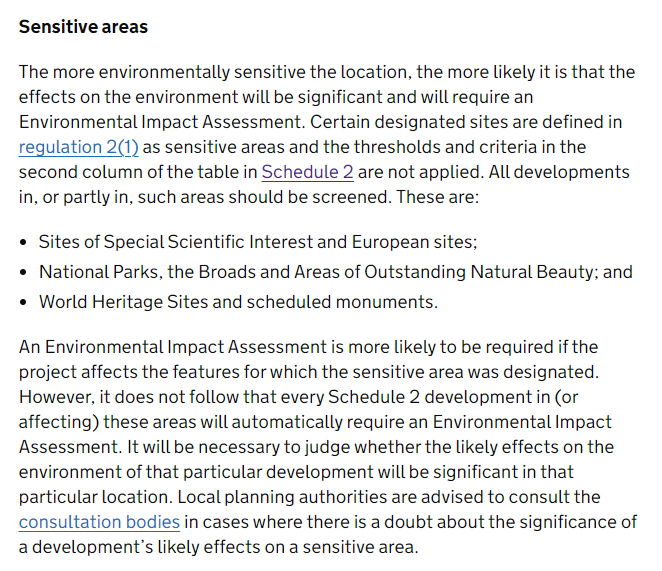 Sensitive areas
The more environmentally sensitive the location, the more likely it is that the
effects on the environment will be significant and will require an
Environmental Impact Assessment. Certain designated sites are defined in
regulation 2(1) as sensitive areas and the thresholds and criteria in the
second column of the table in Schedule 2 are not applied. All developments
in, or partly in, such areas should be screened. These are:
• Sites of Special Scientific Interest and European sites;
• National Parks, the Broads and Areas of Outstanding Natural Beauty; and
• World Heritage Sites and scheduled monuments.
An Environmental Impact Assessment is more likely to be required if the
project affects the features for which the sensitive area was designated.
However, it does not follow that every Schedule 2 development in (or
affecting) these areas will automatically require an Environmental Impact
Assessment. It will be necessary to judge whether the likely effects on the
environment of that particular development will be significant in that
particular location. Local planning authorities are advised to consult the
consultation bodies in cases where there is a doubt about the significance of
a development’s likely effects on a sensitive area.